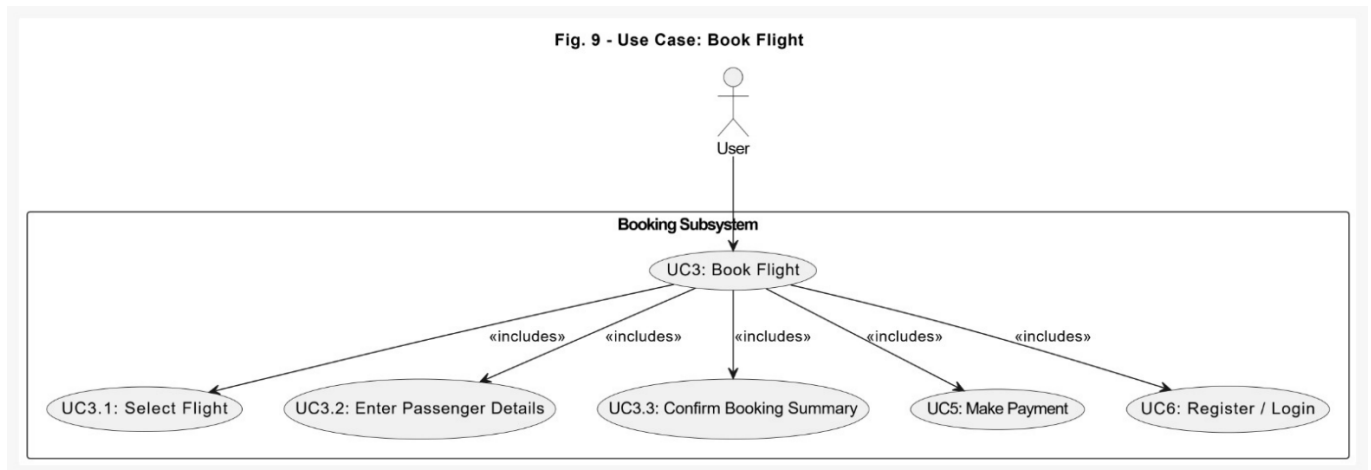 Fig. 9 - Use Case: Book Flight
User
Booking Subsystem
UC3: Book Flight
«includes» «includes» «includes» «includes» «includes»
UC3.1: Select Flight UC3.2: Enter Passenger Details UC3.3: Confirm Booking Summary UC5: Make Payment UC6: Register / Login